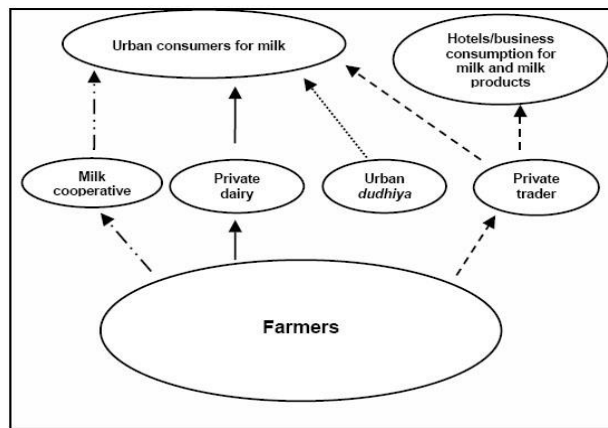 Urban consumers for milk
Hotels/business
consumption for
milk and milk
products
Milk
cooperative
Private
dairy
Urban
dudhiya
Private
trader
Farmers